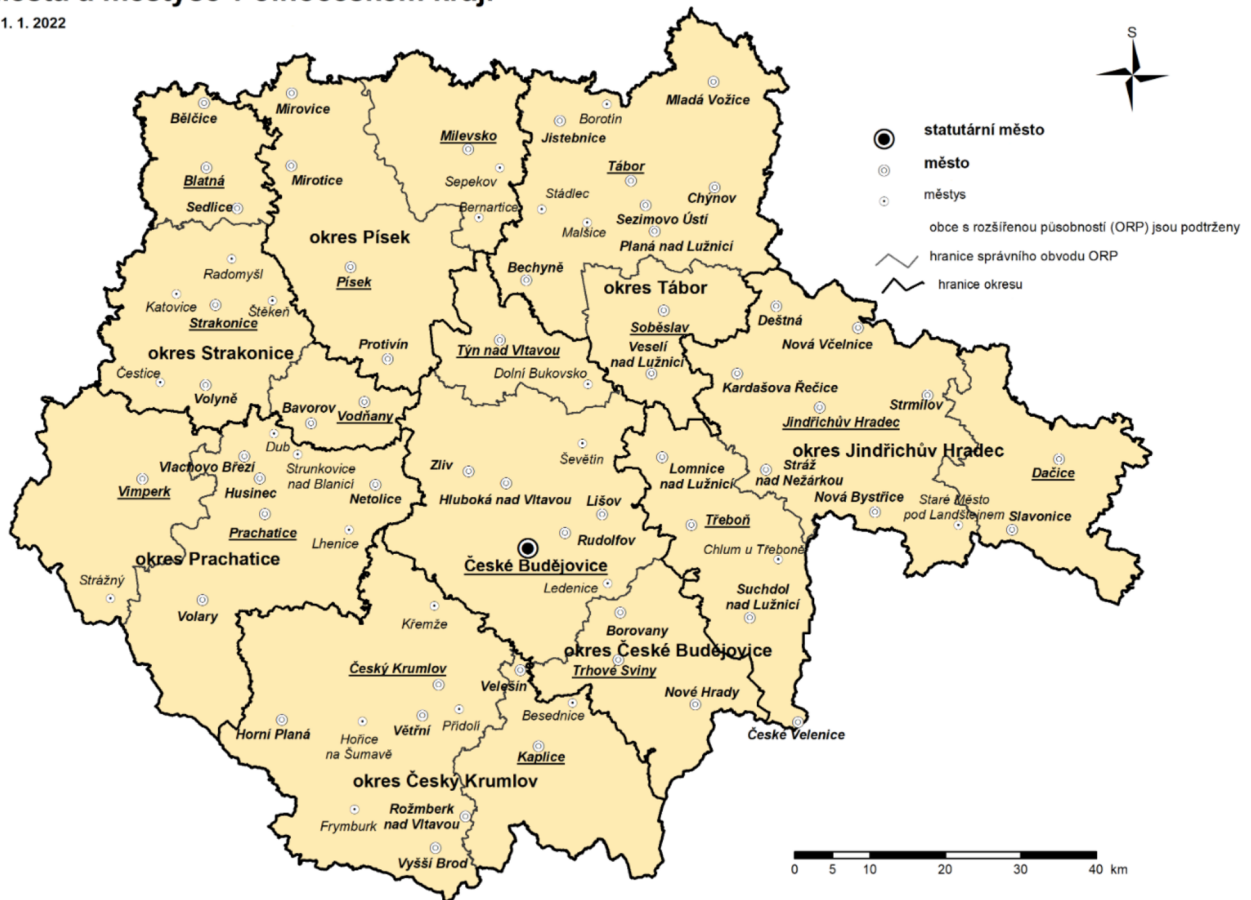 1. 1. 2022
S
Mladá Vožice
Mirovice
Bělčice
Borotín
Jistebnice
statutární město
Milevsko
město
Tábor
Blatná
Mirotice
Sepekov
Stádlec
Chýnov
městys
Sedlice
Bernartice
Sezimovo Ústí
Malšice
obce s rozšířenou působností (ORP) jsou podtrženy
okres Písek
Planá nad Lužnicí
hranice správního obvodu ORP
Radomyšl
Písek
Bechyně
okres Tábor
hranice okresu
Katovice
Štěkeň
Strakonice
Soběslav
Deštná
Nová Včelnice
okres Strakonice
Protivín
Týn nad Vltavou
Veselí
nad Lužnicí
Čestice
Dolní Bukovsko
Kardašova Řečice
Volyně
Bavorov
Vodňany
Strmilov
Jindřichův Hradec
Dub
Ševětín
okres Jindřichův Hradec
Vlachovo Březí
Strunkovice
nad Blanicí
Zliv
Lomnice
nad Lužnicí
Stráž
nad Nežárkou
Dačice
Vimperk
Husinec
Netolice
Hluboká nad Vltavou
Lišov
Nová Bystřice
Staré Město
pod Landštejnem
Slavonice
Prachatice
Lhenice
Rudolfov
Třeboň
okres Prachatice
České Budějovice
Chlum u Třeboně
Strážný
Ledenice
Suchdol
nad Lužnicí
Volary
Křemže
Borovany
okres České Budějovice
Český Krumlov
Velešín
Trhové Sviny
Nové Hrady
Horní Planá
Hořice
na Šumavě
Větřní
Přídolí
Besednice
České Velenice
Kaplice
okres Český Krumlov
Frymburk
Rožmberk
nad Vltavou
Vyšší Brod
0 5 10 20 30 40 km